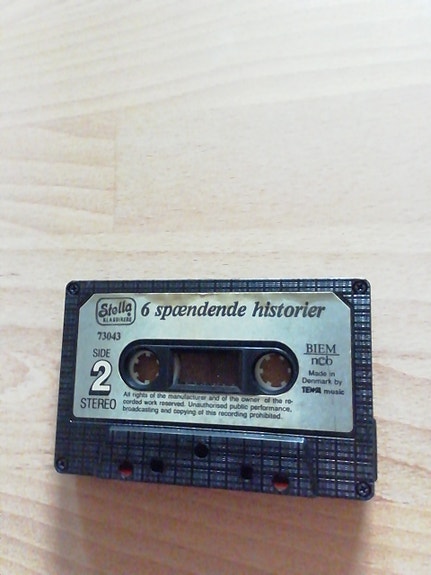 Stella
KLASSIKERE
6 spændende historier
73043
SIDE
2
STEREO
BIEM
ncb
Made in
Denmark by
music
All rights of the manufacturer and of the owner of the re-
corded work reserved. Unauthorised public performance,
broadcasting and copying of this recording prohibited.